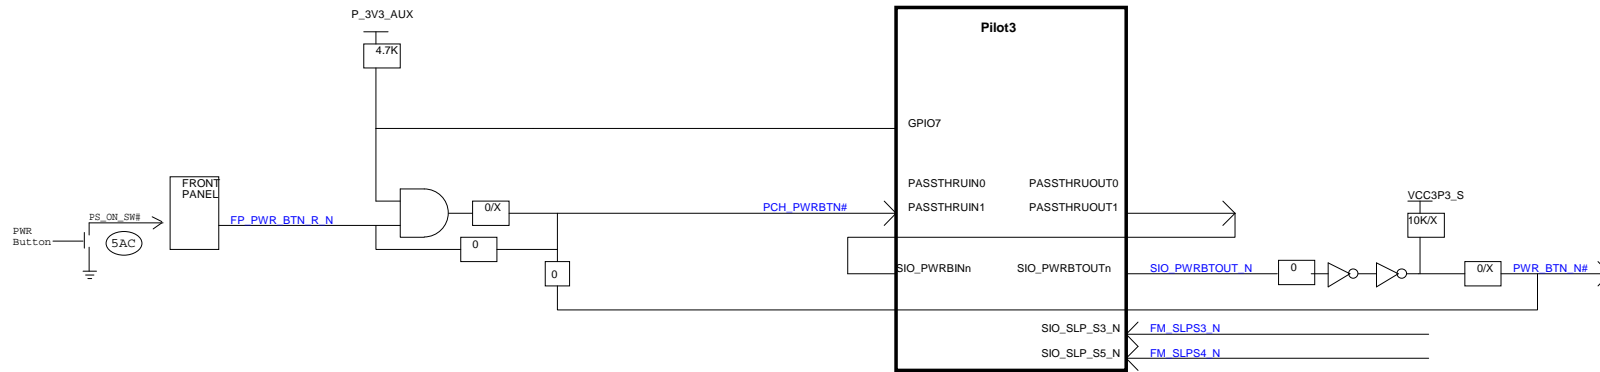 P_3V3_AUX
4.7K
Pilot3
GPIO7
FRONT
PANEL
PASSTHRUIN0
PASSTHRUOUT0
VCC3P3_S
PS_ON_SW#
FP_PWR_BTN_R_N
0/X
PCH_PWRBTN#
PASSTHRUIN1
PASSTHRUOUT1
10K/X
PWR
Button
5AC
0
0
SIO_PWRBINn
SIO_PWRBTOUTn
SIO_PWRBTOUT_N
0
0/X
PWR_BTN_N#
SIO_SLP_S3_N
FM_SLPS3_N
SIO_SLP_S5_N
FM_SLPS4_N